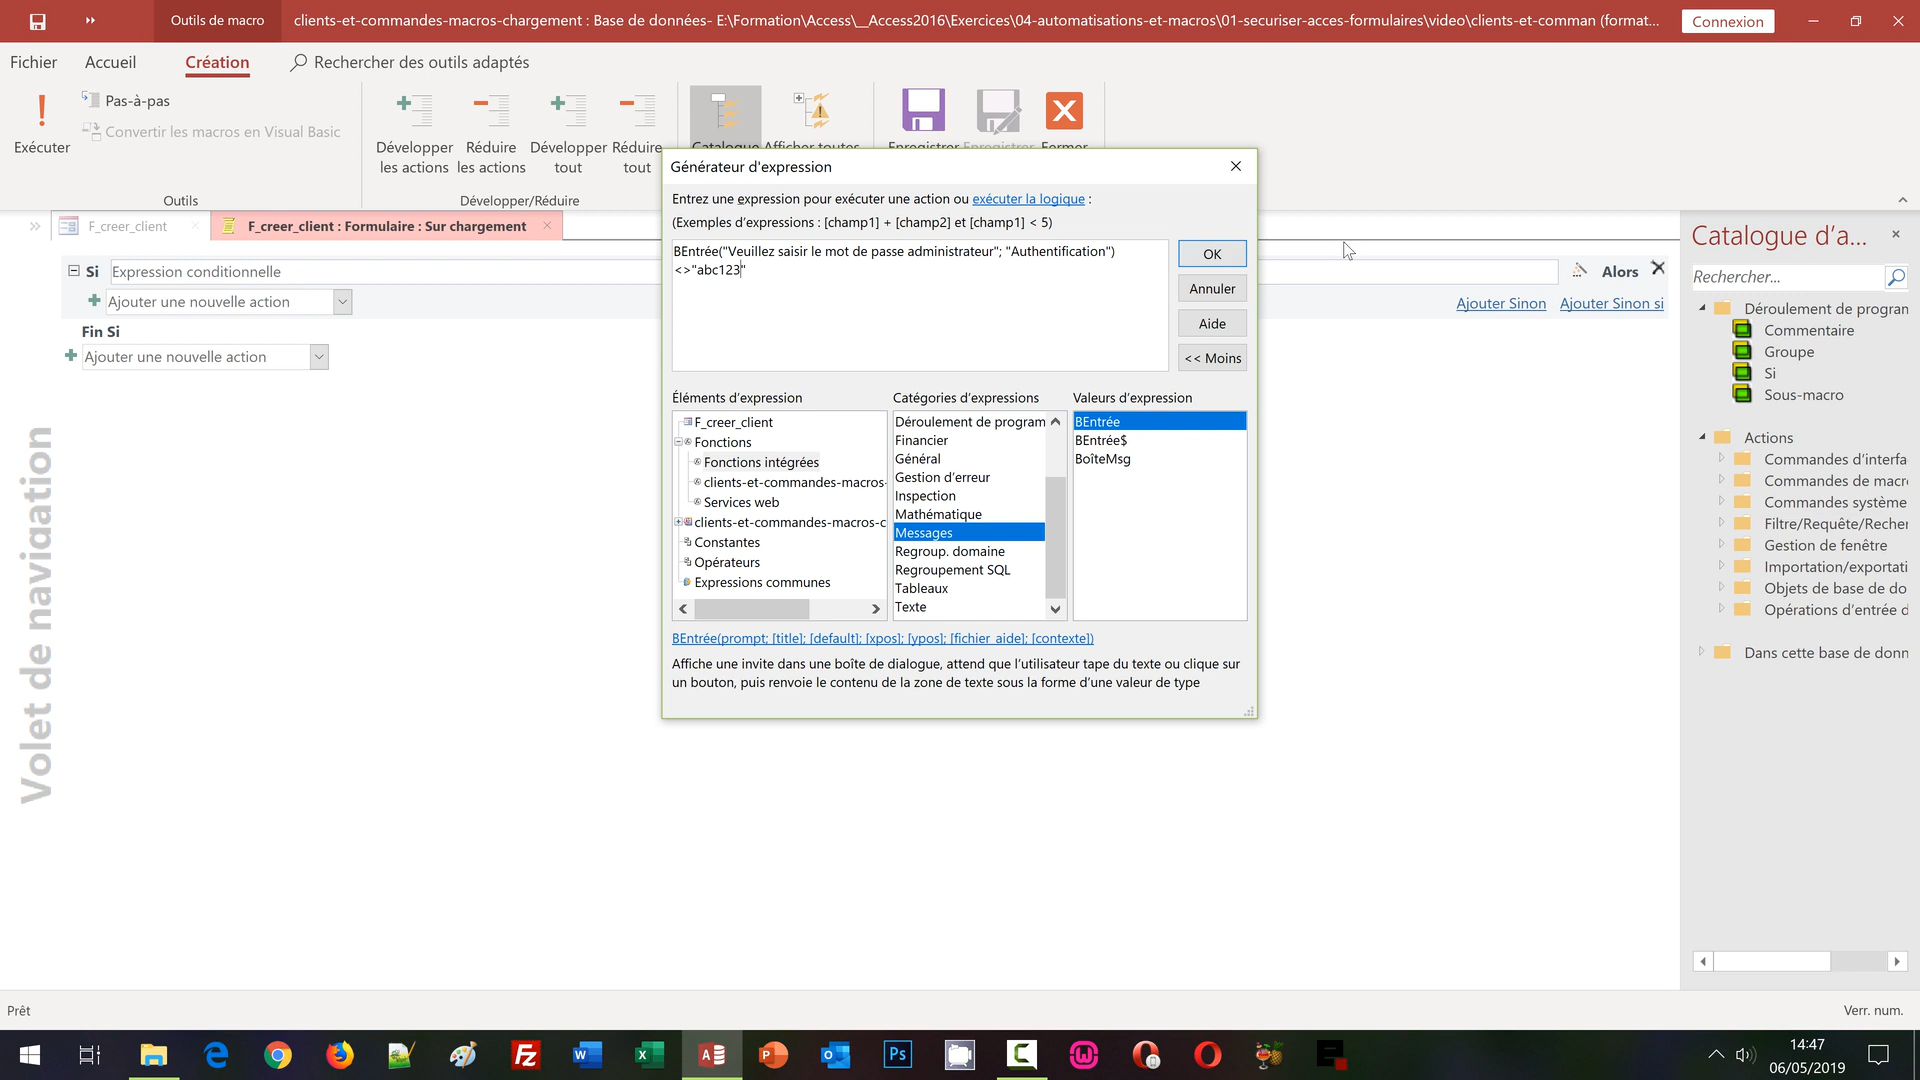 Outils de macro
clients-et-commandes-macros-chargement : Base de données- E:\Formation\Access\__Access2016\Exercices\04-automatisations-et-macros\01-securiser-acces-formulaires\video\clients-et-comman (format...
Connexion
Fichier
Accueil
Création
Rechercher des outils adaptés
Exécuter
Pas-à-pas
Convertir les macros en Visual Basic
Outils
Développer les actions
Réduire les actions
Développer tout
Réduire tout
Développer/Réduire
Catalogue
Afficher toutes
Enregistrer
Enregistrer
Fermer
F_creer_client
F_creer_client : Formulaire : Sur chargement
Si
Expression conditionnelle
Alors
Ajouter une nouvelle action
Ajouter Sinon
Ajouter Sinon si
Fin Si
Ajouter une nouvelle action
Volet de navigation
Générateur d'expression
Entrez une expression pour exécuter une action ou exécuter la logique :
(Exemples d'expressions : [champ1] + [champ2] et [champ1] < 5)
BEntrée("Veuillez saisir le mot de passe administrateur"; "Authentification")
<>"abc123"
OK
Annuler
Aide
<< Moins
Éléments d'expression
F_creer_client
Fonctions
Fonctions intégrées
clients-et-commandes-macros-
Services web
clients-et-commandes-macros-c
Constantes
Opérateurs
Expressions communes
Catégories d'expressions
Déroulement de program
Financier
Général
Gestion d'erreur
Inspection
Mathématique
Messages
Regroup. domaine
Regroupement SQL
Tableaux
Texte
Valeurs d'expression
BEntrée
BEntrée$
BoîteMsg
BEntrée(prompt; [title]; [default]; [xpos]; [ypos]; [fichier_aide]; [contexte])
Affiche une invite dans une boîte de dialogue, attend que l'utilisateur tape du texte ou clique sur
un bouton, puis renvoie le contenu de la zone de texte sous la forme d'une valeur de type
Catalogue d'a...
Rechercher...
Déroulement de program
Commentaire
Groupe
Si
Sous-macro
Actions
Commandes d'interfa
Commandes de macr
Commandes système
Filtre/Requête/Recher
Gestion de fenêtre
Importation/exportati
Objets de base de do
Opérations d'entrée d
Dans cette base de donn
Prêt
Verr. num.
14:47
06/05/2019